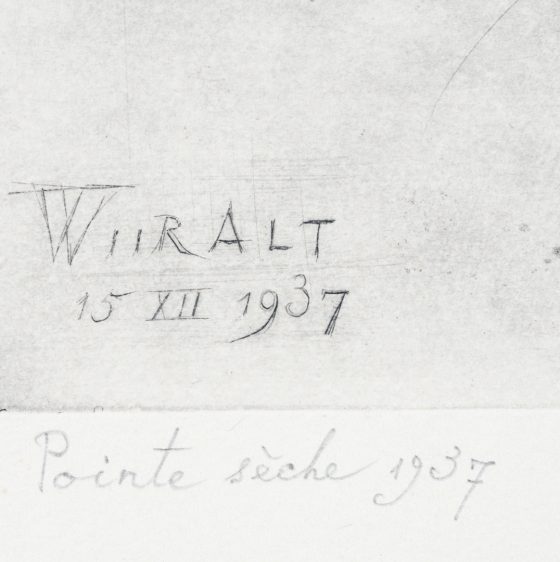 WIIRALT
15 XII 1937
Pointe sèche 1937